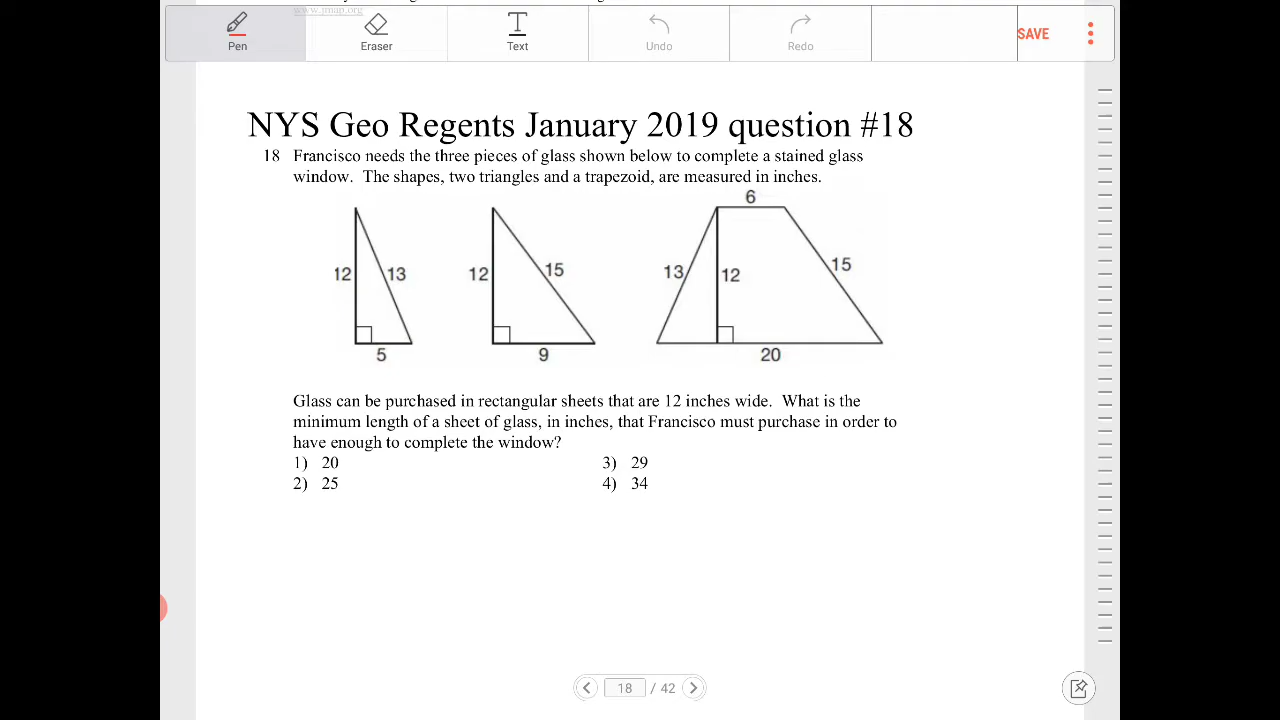 www.jmap.org
Pen
Eraser
Text
Undo
Redo
SAVE
NYS Geo Regents January 2019 question #18
18 Francisco needs the three pieces of glass shown below to complete a stained glass
window. The shapes, two triangles and a trapezoid, are measured in inches.
12 13 5
12 15 9
6 13 12 15 20
Glass can be purchased in rectangular sheets that are 12 inches wide. What is the
minimum length of a sheet of glass, in inches, that Francisco must purchase in order to
have enough to complete the window?
1) 20 3) 29
2) 25 4) 34
18 / 42